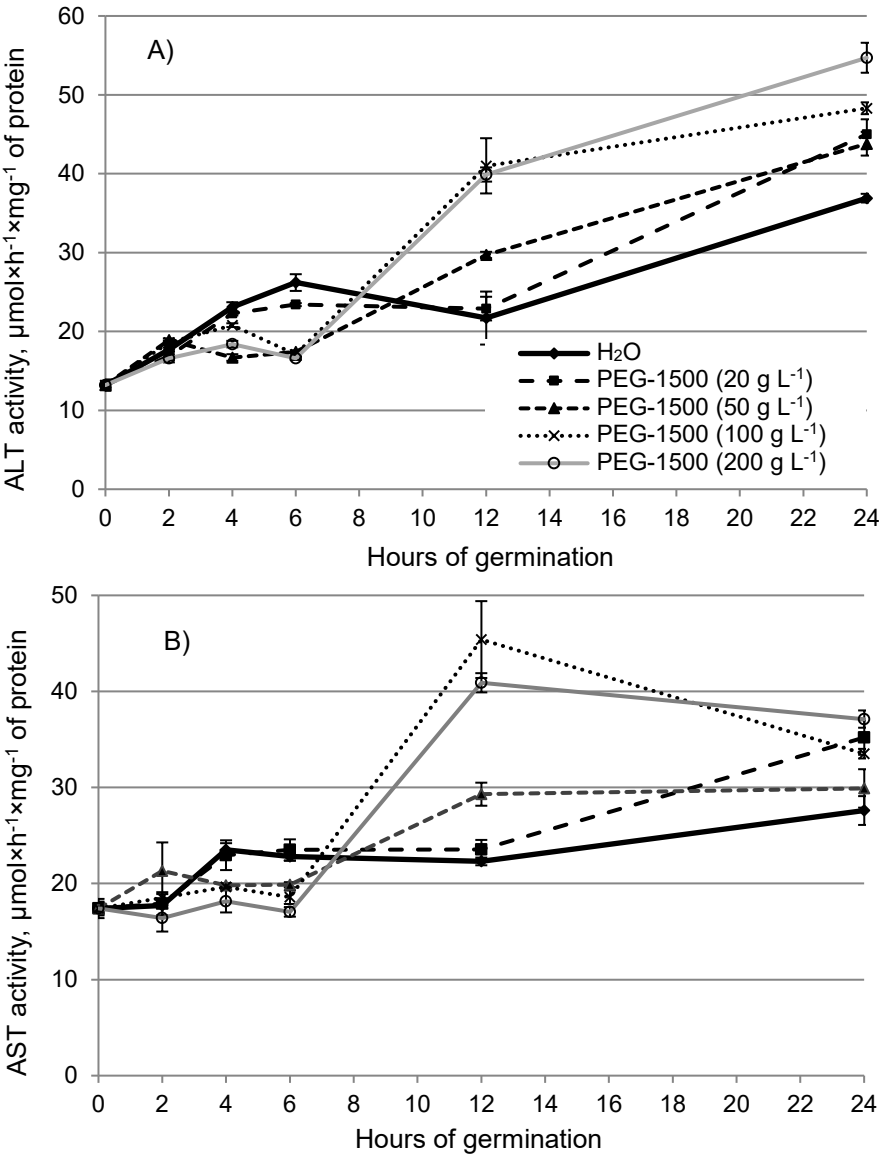 60
A)
50
40
30
20
10
0
ALT activity, µmol×h⁻¹×mg⁻¹ of protein
H₂O
PEG-1500 (20 g L⁻¹)
PEG-1500 (50 g L⁻¹)
PEG-1500 (100 g L⁻¹)
PEG-1500 (200 g L⁻¹)
0 2 4 6 8 10 12 14 16 18 20 22 24
Hours of germination
50
B)
40
30
20
10
0
AST activity, µmol×h⁻¹×mg⁻¹ of protein
0 2 4 6 8 10 12 14 16 18 20 22 24
Hours of germination